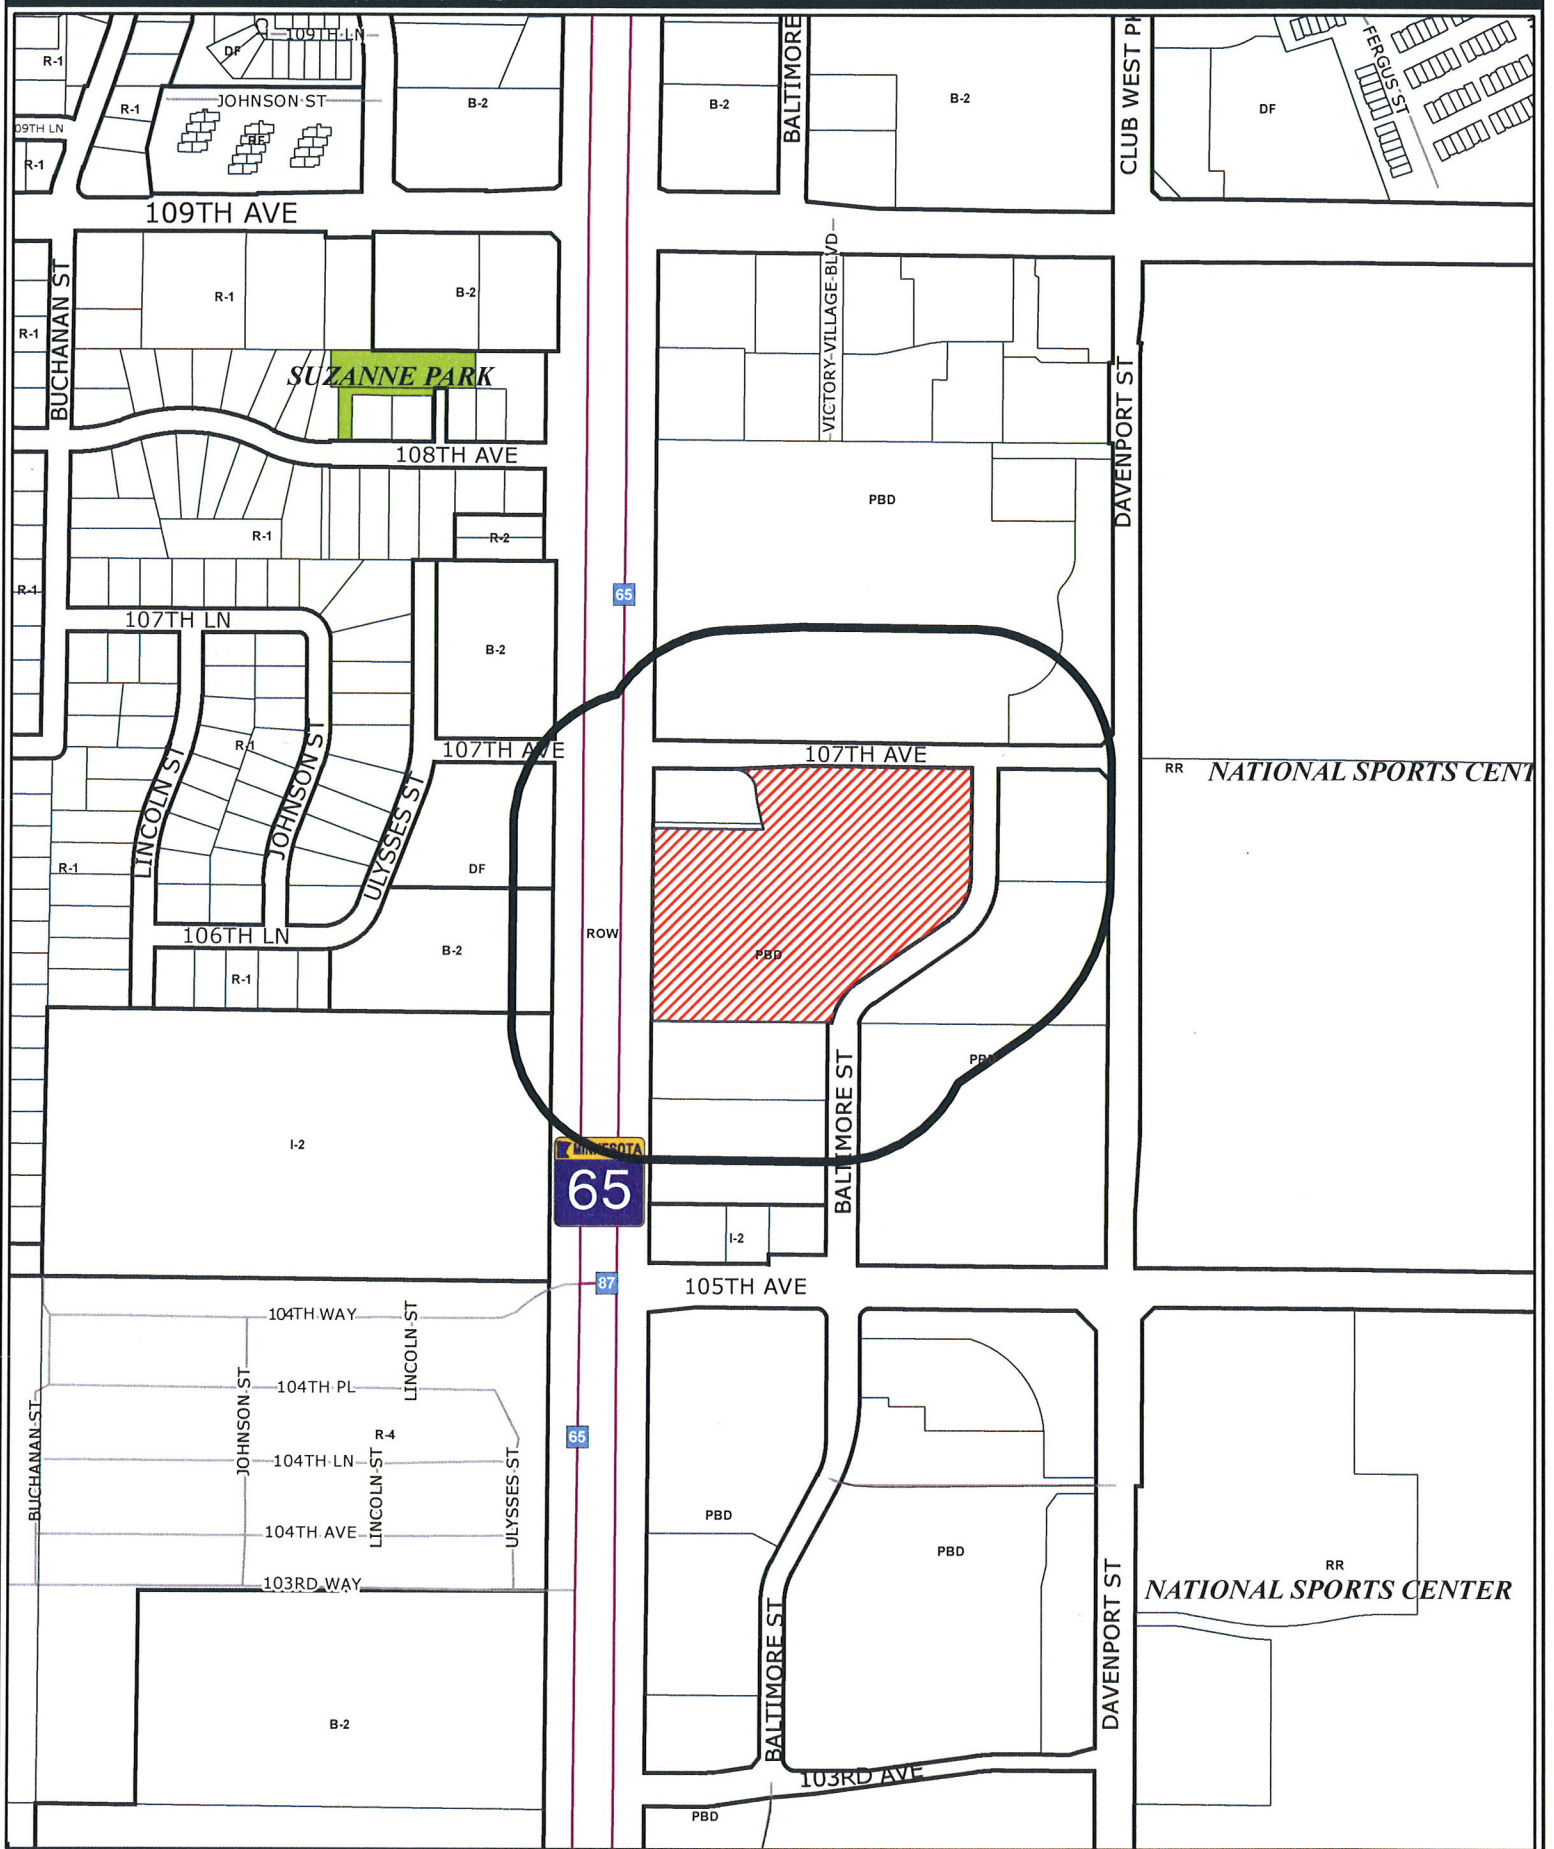 109TH LN
BALTIMORE
CLUB WEST PK
FERGUS ST
DF
R-1
JOHNSON ST
R-1
B-2
B-2
B-2
DF
09TH LN
R-1
109TH AVE
BUCHANAN ST
R-1
B-2
R-1
VICTORY VILLAGE BLVD
SUZANNE PARK
DAVENPORT ST
108TH AVE
PBD
R-1
R-2
R-1
65
107TH LN
B-2
LINCOLN ST
R-1
JOHNSON ST
ULYSSES ST
107TH AVE
107TH AVE
RR
NATIONAL SPORTS CENT
R-1
DF
106TH LN
ROW
B-2
PBD
R-1
BALTIMORE ST
PBD
I-2
MINNESOTA
65
I-2
87
105TH AVE
104TH WAY
LINCOLN ST
104TH PL
JOHNSON ST
BUCHANAN ST
R-4
65
104TH LN
LINCOLN ST
ULYSSES ST
PBD
104TH AVE
PBD
RR
103RD WAY
NATIONAL SPORTS CENTER
BALTIMORE ST
DAVENPORT ST
B-2
103RD AVE
PBD